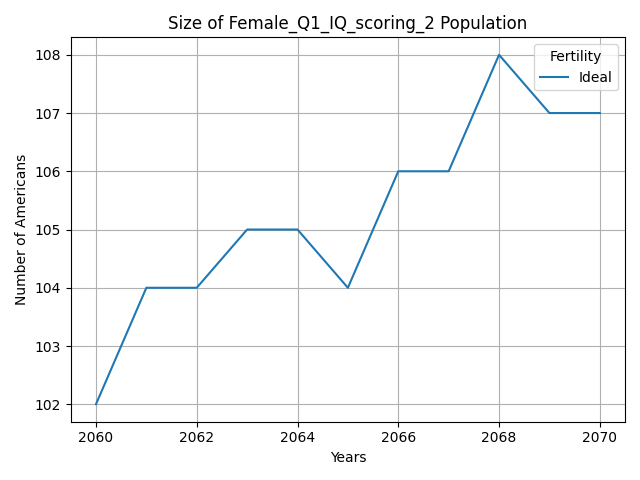 Size of Female_Q1_IQ_scoring_2 Population
Fertility
Ideal
108
107
106
105
104
103
102
Number of Americans
2060 2062 2064 2066 2068 2070
Years